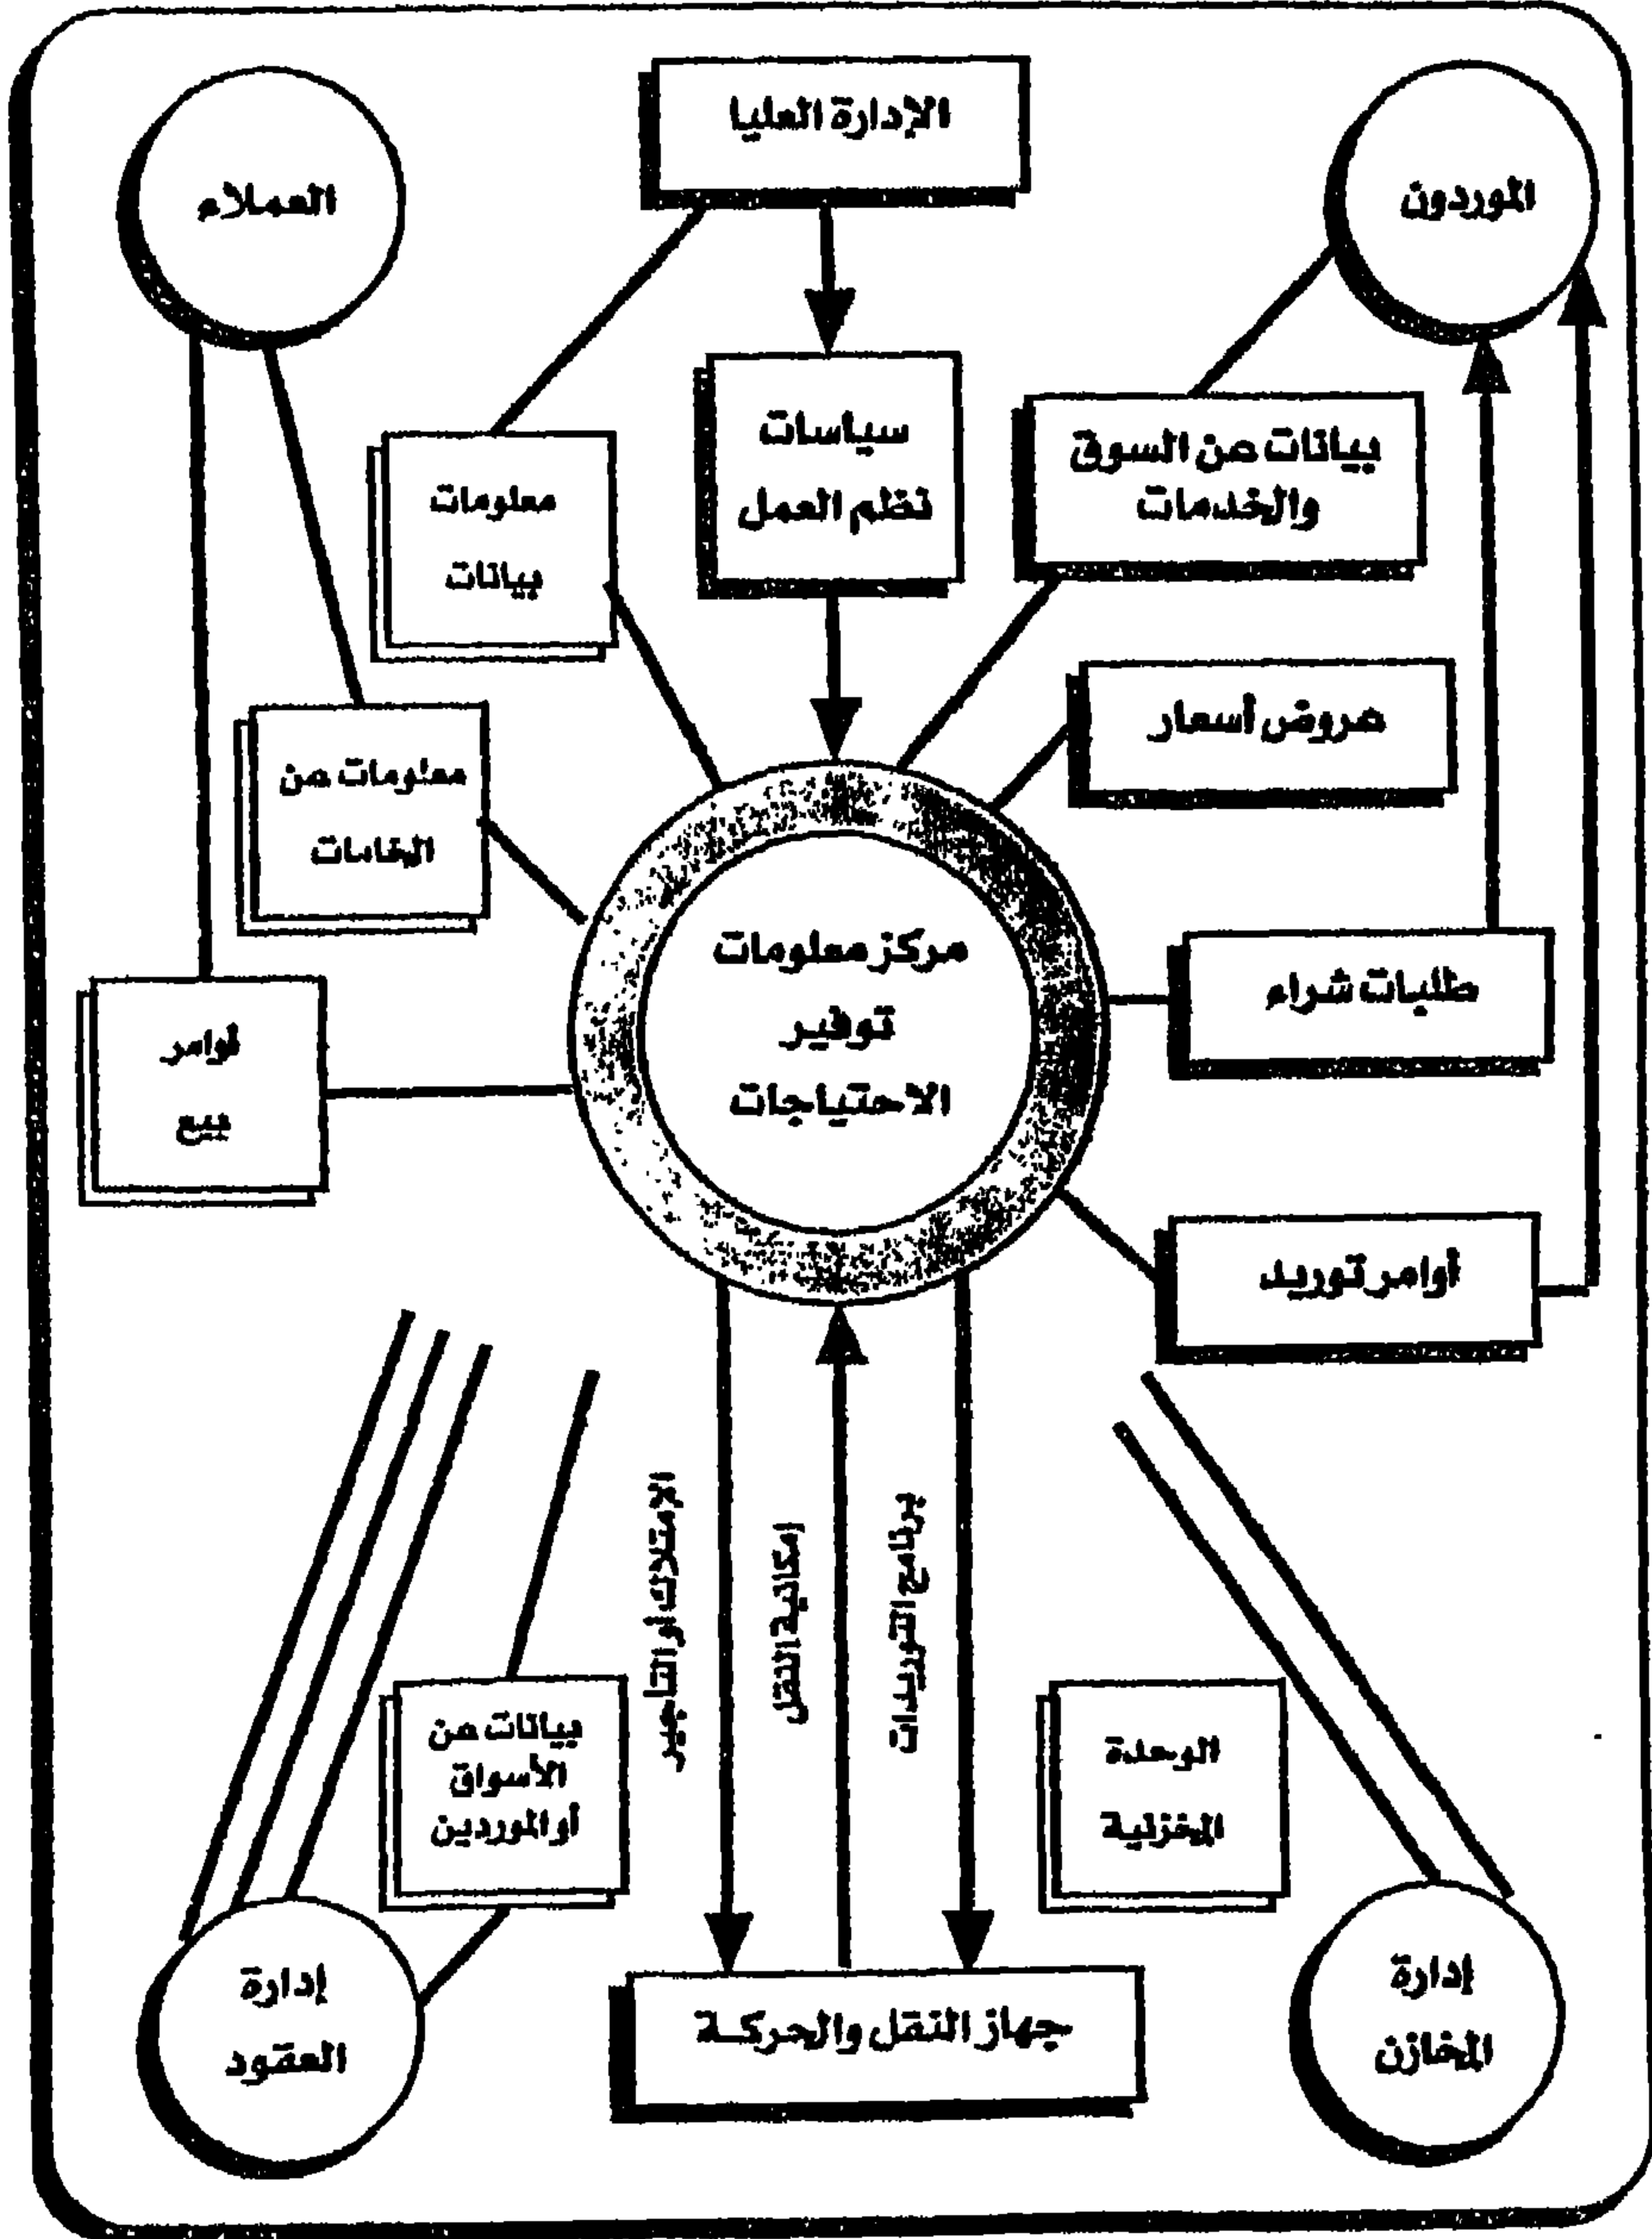 الإدارة العليا
الموردون
العملاء
سياسات
نظم العمل
بيانات عن السوق
والخدمات
معلومات
بيانات
عروض أسعار
معلومات عن
الخامات
مركز معلومات
توفير
الاحتياجات
طلبات شراء
أوامر
بيع
أوامر توريد
برنامج التوريدات
إمكانية النقل
الامتلاك أو التأجير
الوحدة
المخزنية
بيانات عن
الأسواق
أو الموردين
إدارة
المخازن
جهاز النقل والحركة
إدارة
العقود